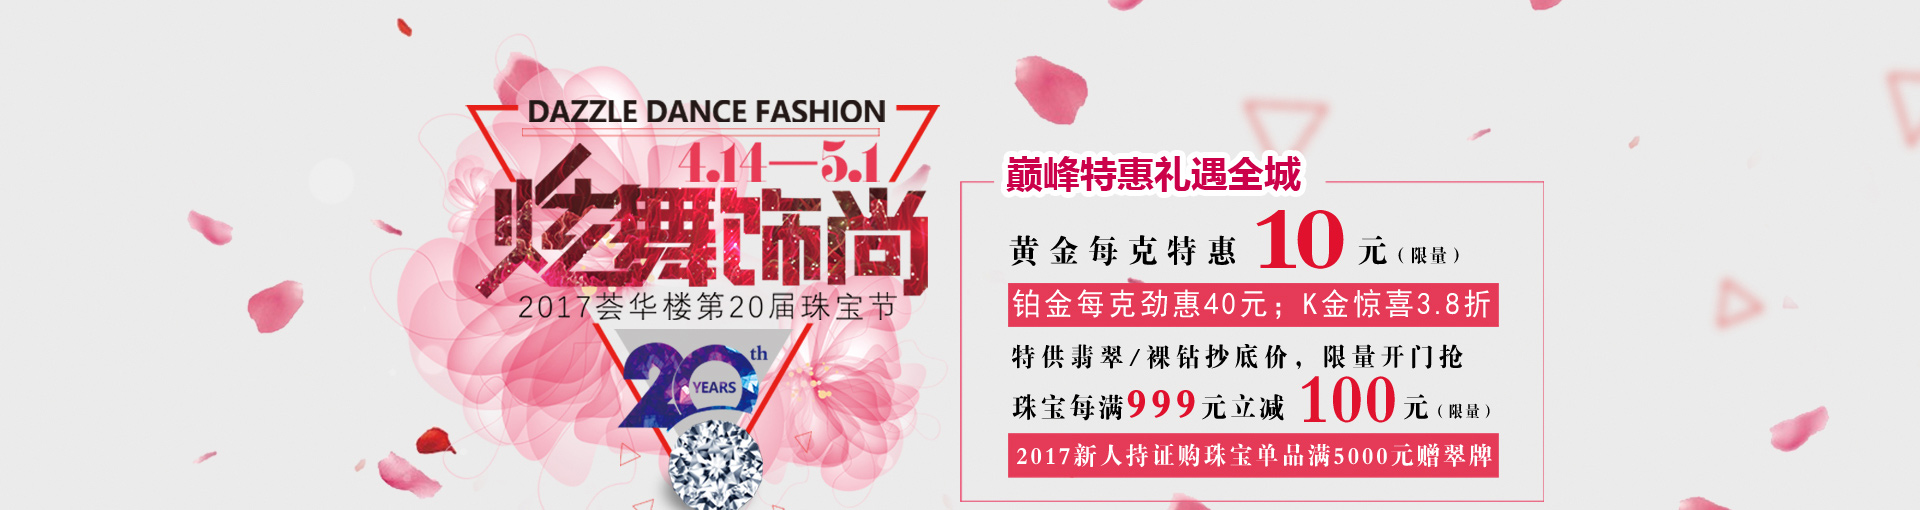 DAZZLE DANCE FASHION
4.14—5.1
炫舞饰尚
2017荟华楼第20届珠宝节
20th
YEARS
巅峰特惠礼遇全城
黄金每克特惠10元(限量)
铂金每克劲惠40元；K金惊喜3.8折
特供翡翠/裸钻抄底价，限量开门抢
珠宝每满999元立减100元(限量)
2017新人持证购珠宝单品满5000元赠翠牌